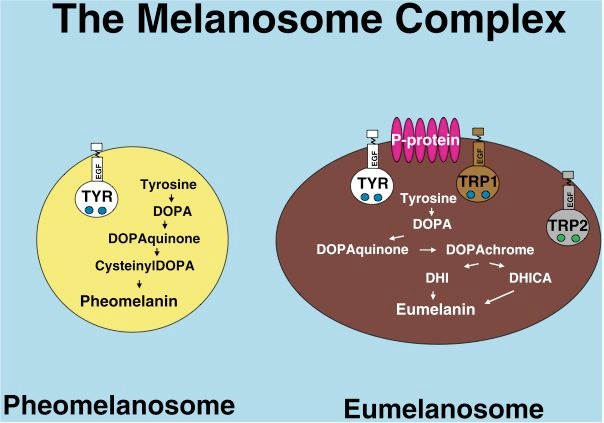 The Melanosome Complex
EGF
TYR
Tyrosine
DOPA
DOPAquinone
CysteinylDOPA
Pheomelanin
Pheomelanosome
P-protein
EGF
TYR
EGF
TRP1
EGF
TRP2
Tyrosine
DOPA
DOPAquinone
DOPAchrome
DHI
DHICA
Eumelanin
Eumelanosome